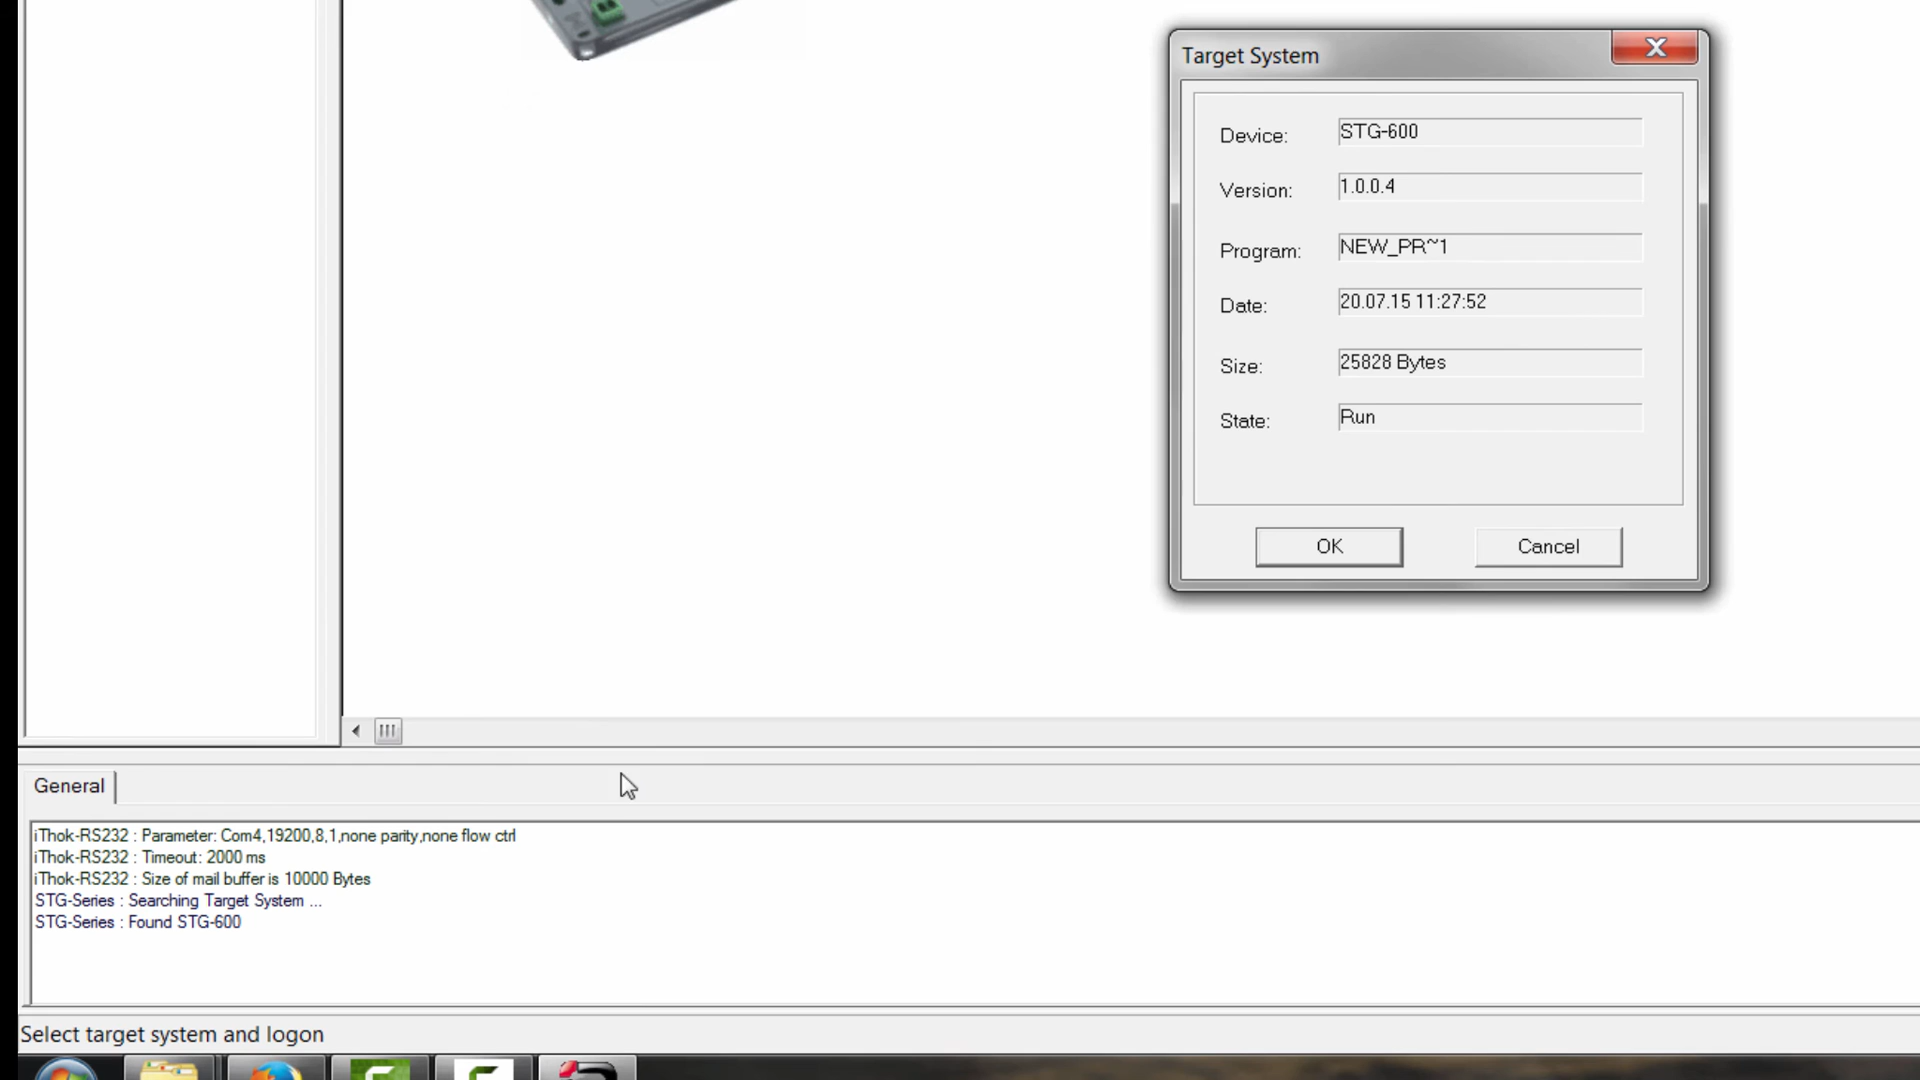 Target System
Device: STG-600
Version: 1.0.0.4
Program: NEW_PR~1
Date: 20.07.15 11:27:52
Size: 25828 Bytes
State: Run
OK Cancel
General
iThok-RS232 : Parameter: Com4,19200,8,1,none parity,none flow ctrl
iThok-RS232 : Timeout: 2000 ms
iThok-RS232 : Size of mail buffer is 10000 Bytes
STG-Series : Searching Target System ...
STG-Series : Found STG-600
Select target system and logon